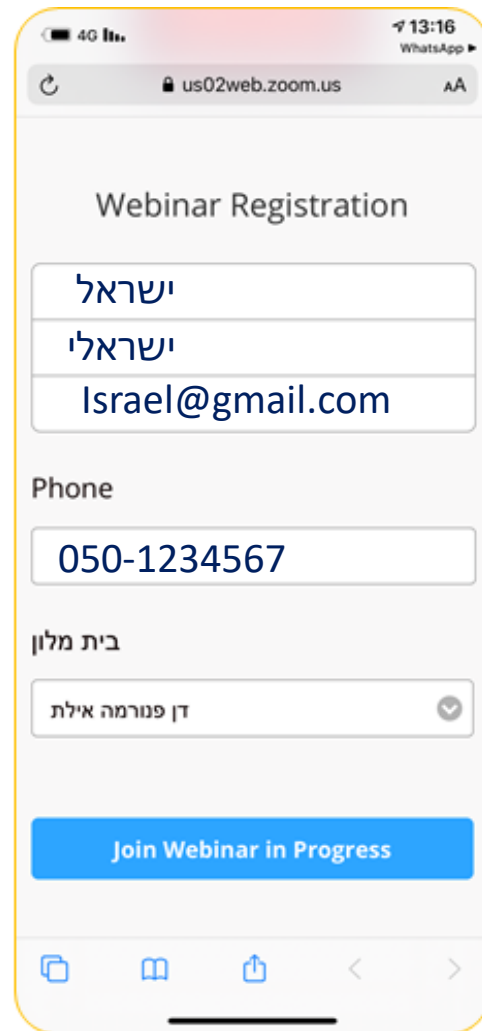 4G 13:16
WhatsApp
us02web.zoom.us AA
Webinar Registration
ישראל
ישראלי
Israel@gmail.com
Phone
050-1234567
בית מלון
דן פנורמה אילת
Join Webinar in Progress